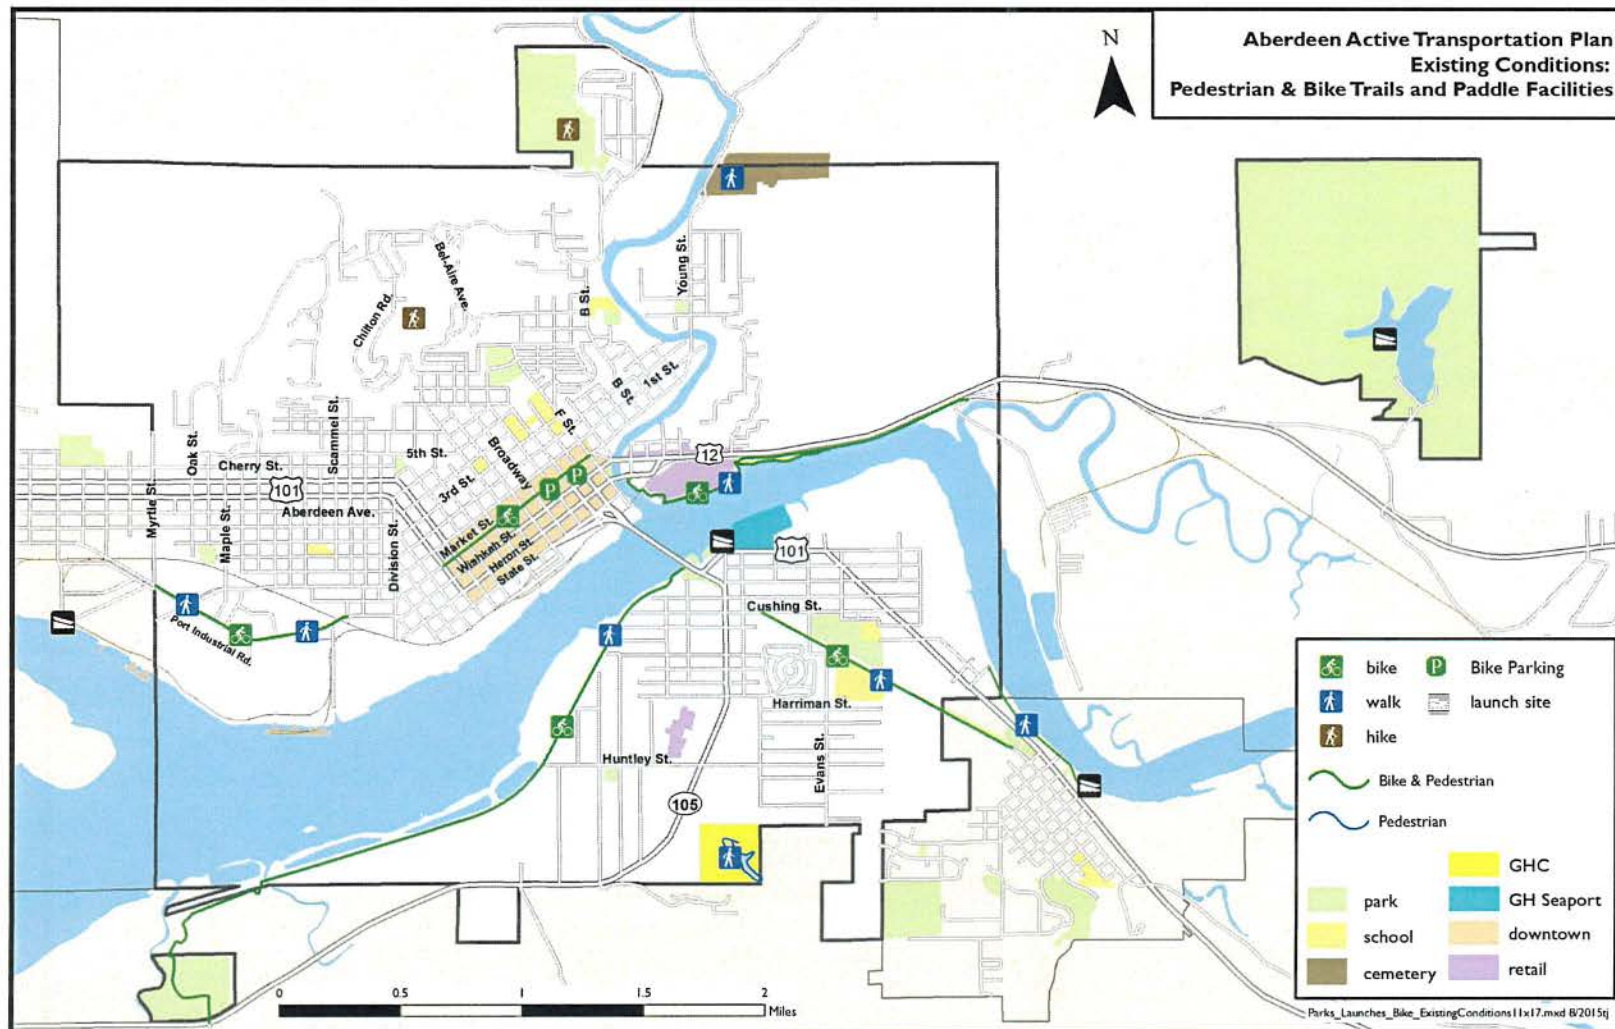 Aberdeen Active Transportation Plan
Existing Conditions:
Pedestrian & Bike Trails and Paddle Facilities
N
Bel-Aire Ave.
Young St.
B St.
Chilton Rd.
1st St.
B St.
F St.
Scammel St.
Oak St.
Broadway
5th St.
12
Cherry St.
3rd St.
P
P
101
Myrtle St.
Maple St.
Aberdeen Ave.
Division St.
Market St.
Wishkah St.
Heron St.
State St.
101
Cushing St.
Port Industrial Rd.
Harriman St.
Evans St.
Huntley St.
105
bike
P
Bike Parking
walk
launch site
hike
Bike & Pedestrian
Pedestrian
GHC
park
GH Seaport
school
downtown
cemetery
retail
0
0.5
1
1.5
2
Miles
Parks_Launches_Bike_ExistingConditions11x17.mxd 8/2015tj